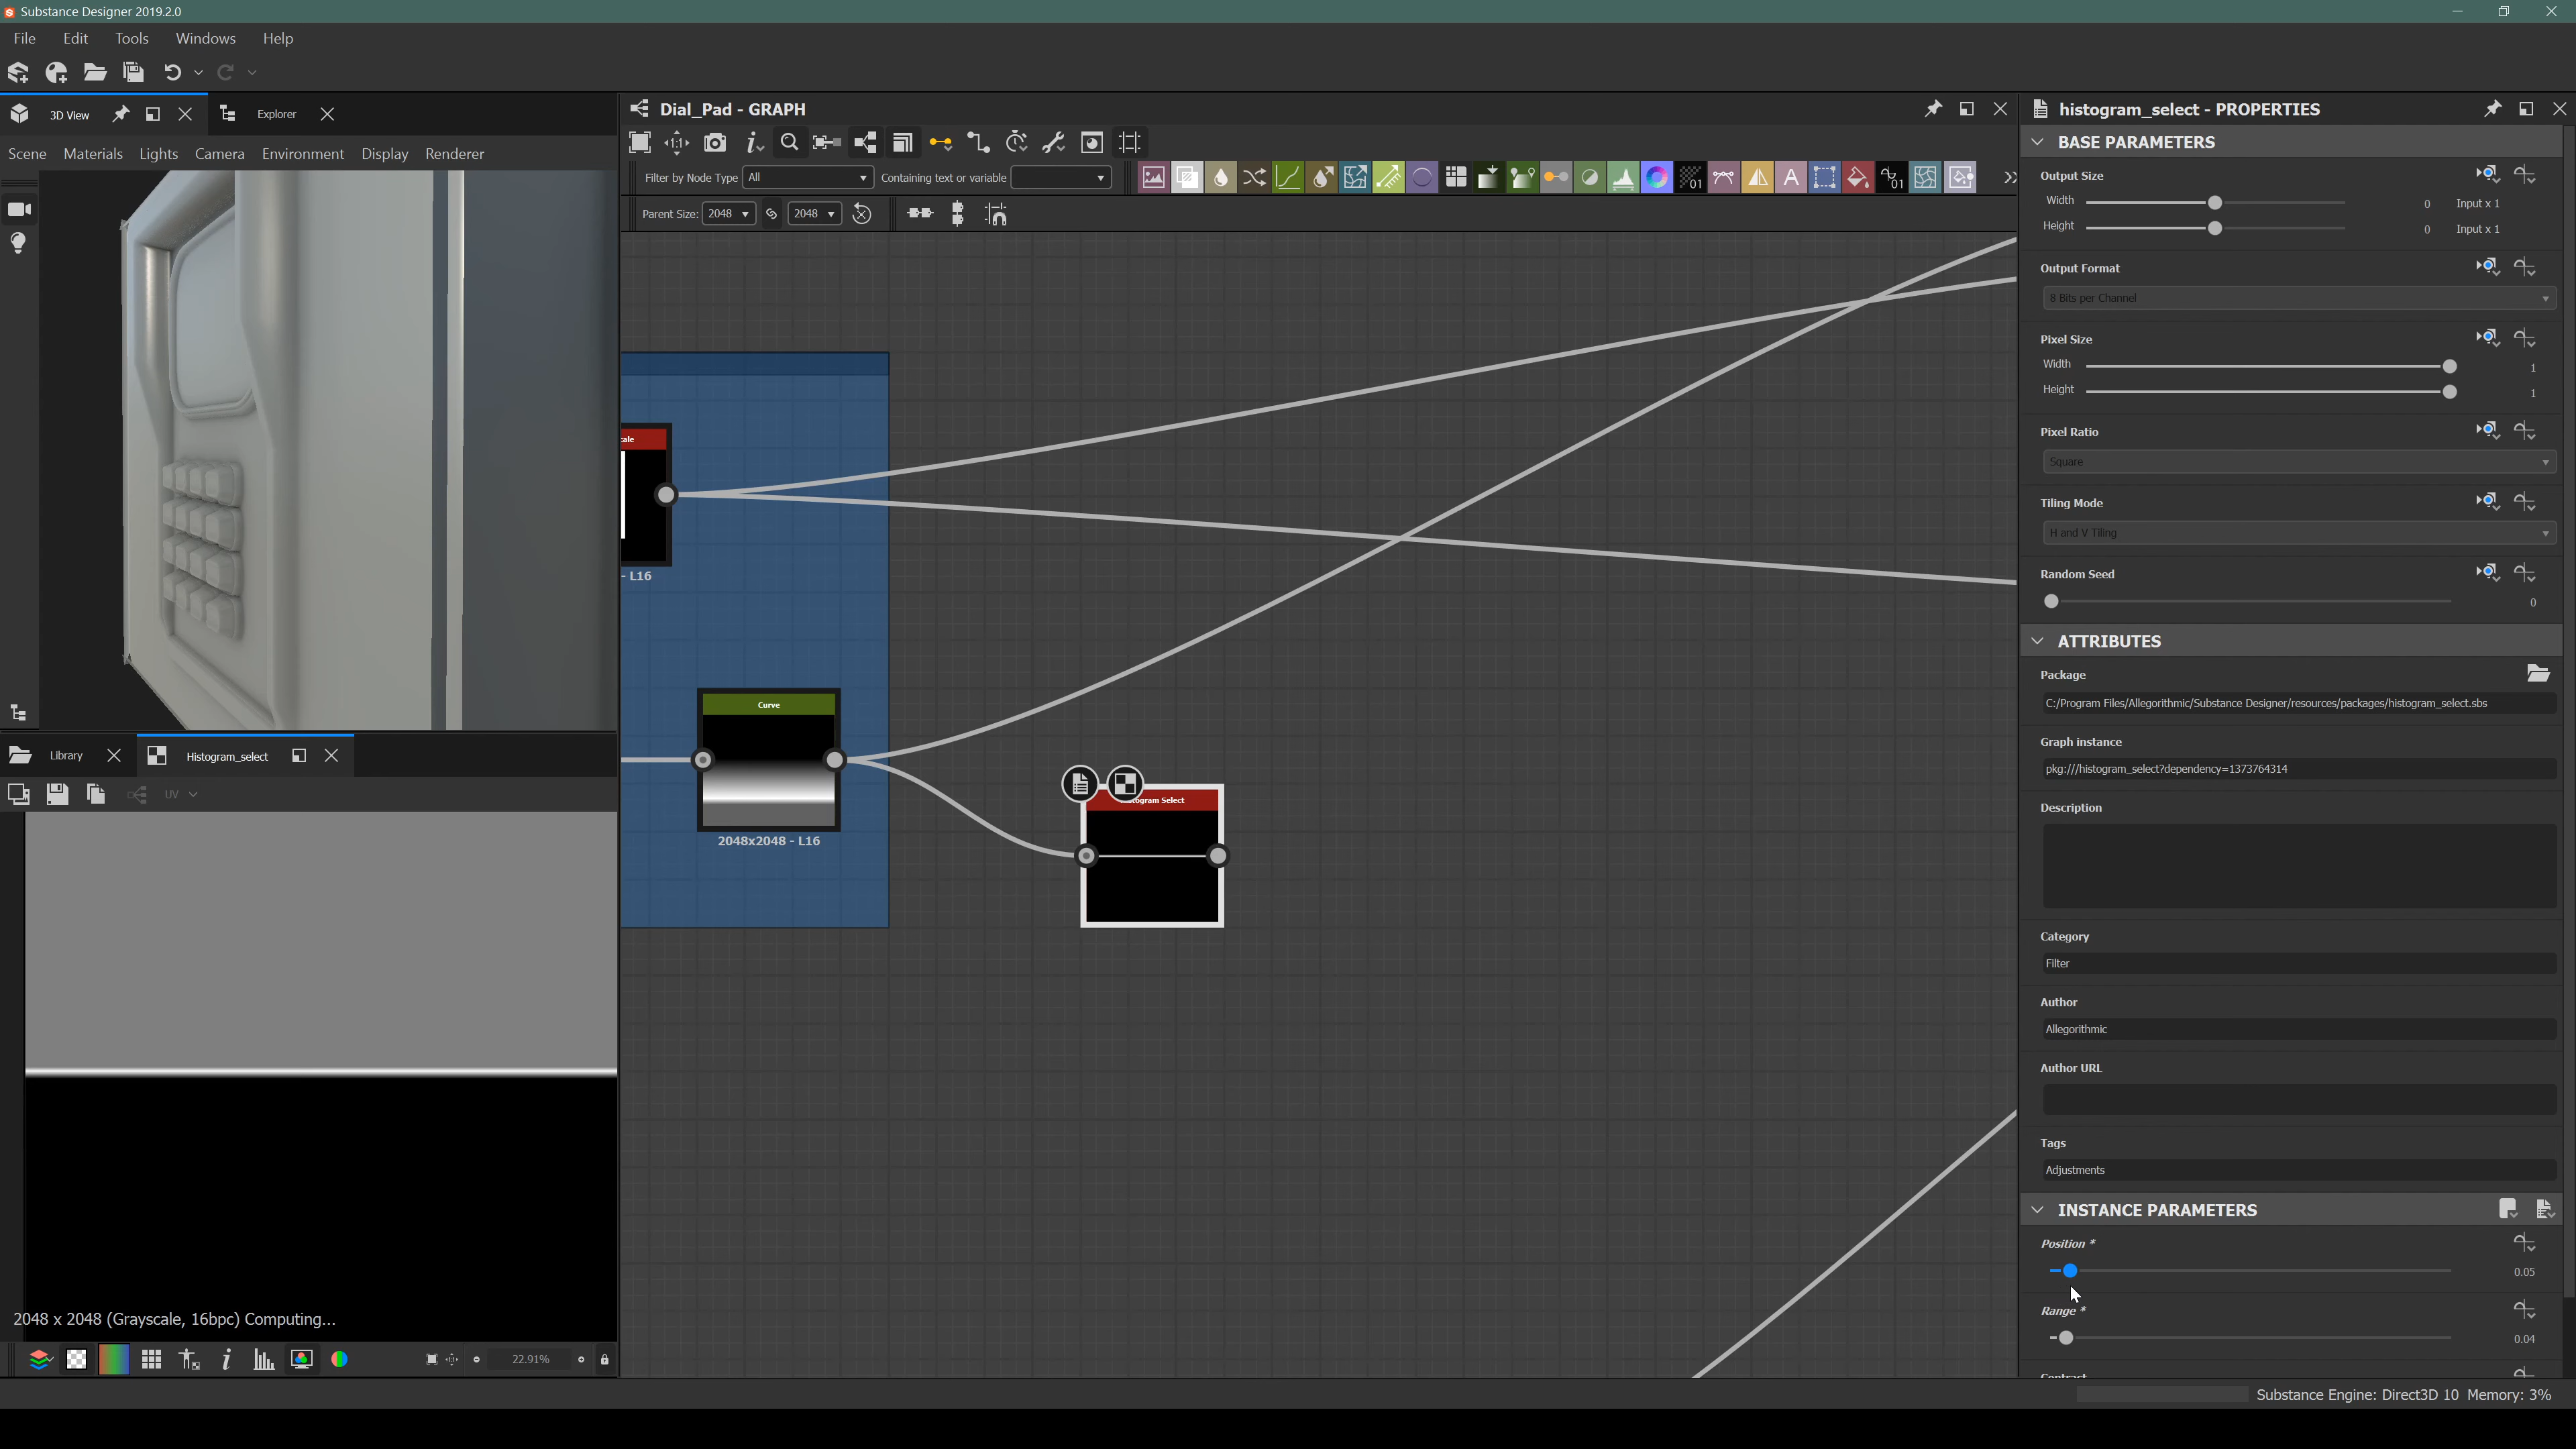 Substance Designer 2019.2.0
File Edit Tools Windows Help
3D View
Explorer
Scene Materials Lights Camera Environment Display Renderer
Library
Histogram_select
UV
2048 x 2048 (Grayscale, 16bpc) Computing...
22.91%
Dial_Pad - GRAPH
1:1
Filter by Node Type All Containing text or variable
01 A 01
Parent Size: 2048 2048
- L16
Curve
2048x2048 - L16
Select
histogram_select - PROPERTIES
BASE PARAMETERS
Output Size
Width 0 Input x 1
Height 0 Input x 1
Output Format
8 Bits per Channel
Pixel Size
Width 1
Height 1
Pixel Ratio
Square
Tiling Mode
H and V Tiling
Random Seed
0
ATTRIBUTES
Package
C:/Program Files/Allegorithmic/Substance Designer/resources/packages/histogram_select.sbs
Graph instance
pkg:///histogram_select?dependency=1373764314
Description
Category
Filter
Author
Allegorithmic
Author URL
Tags
Adjustments
INSTANCE PARAMETERS
Position *
0.05
Range *
0.04
Substance Engine: Direct3D 10 Memory: 3%